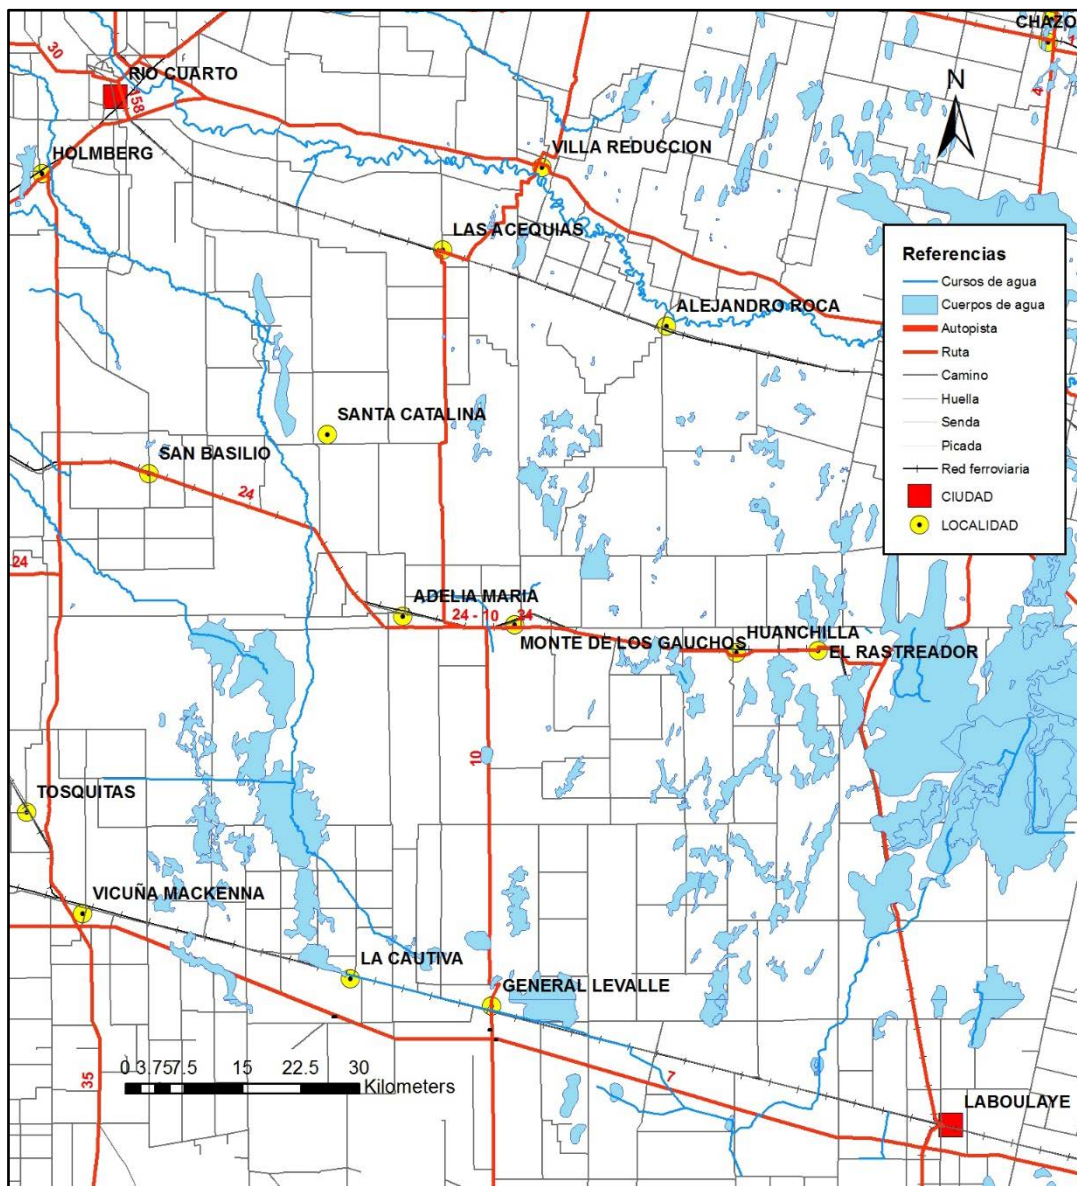 CHAZO
30
RIO CUARTO
158
1
4
N
HOLMBERG
VILLA REDUCCION
LAS ACEQUIAS
Referencias
Cursos de agua
Cuerpos de agua
Autopista
Ruta
Camino
Huella
Senda
Picada
Red ferroviaria
CIUDAD
LOCALIDAD
ALEJANDRO ROCA
SANTA CATALINA
SAN BASILIO
24
24
ADELIA MARIA
24 - 10
24
MONTE DE LOS GAUCHOS
HUANCHILLA
EL RASTREADOR
10
TOSQUITAS
VICUÑA MACKENNA
LA CAUTIVA
GENERAL LEVALLE
35
0 3.75 7.5 15 22.5 30
Kilometers
7
LABOULAYE